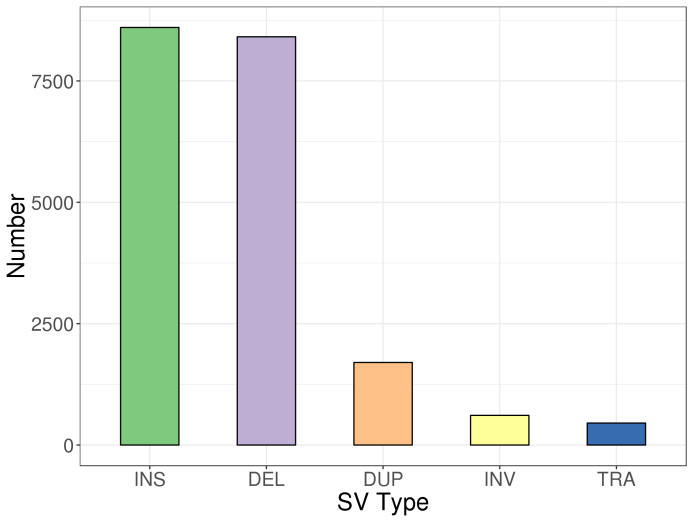 Number
7500
5000
2500
0
INS DEL DUP INV TRA
SV Type